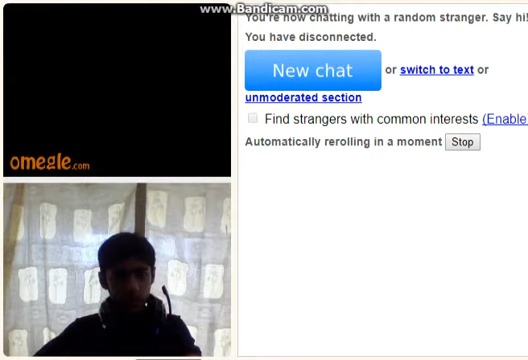 www.Bandicam.com
You're now chatting with a random stranger. Say hi!
You have disconnected.
New chat or switch to text or
unmoderated section
Find strangers with common interests (Enable
Automatically rerolling in a moment Stop
omegle.com